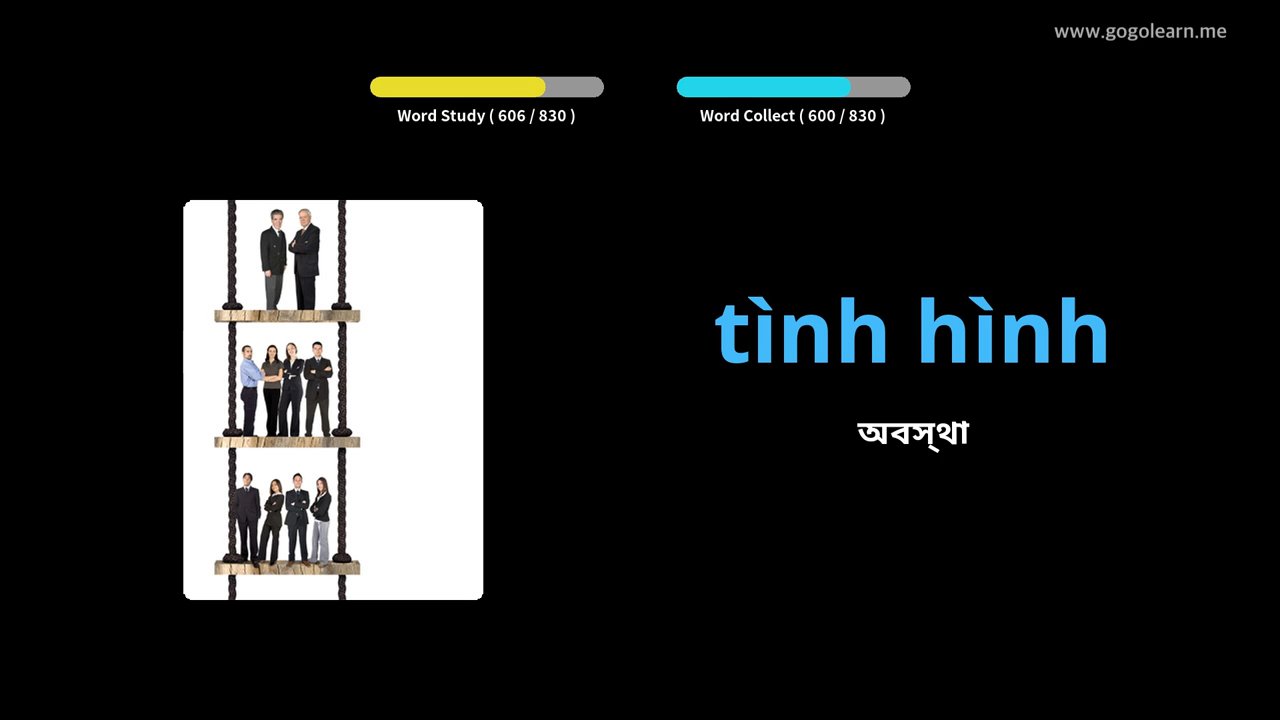 www.gogolearn.me
Word Study ( 606 / 830 )
Word Collect ( 600 / 830 )
tình hình
অবস্থা